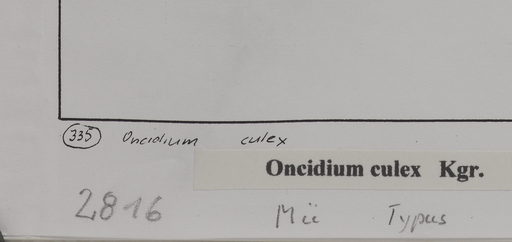 335 Oncidium culex
Oncidium culex Kgr.
2816 Mü Typus